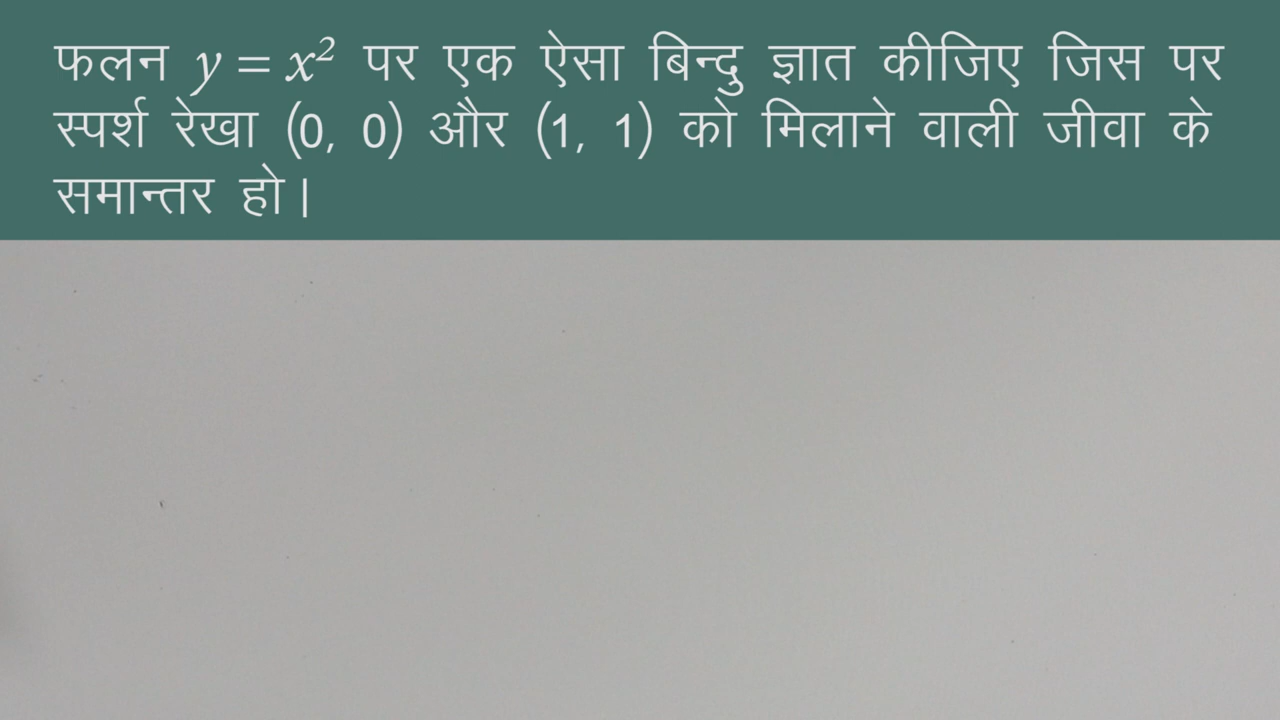 फलन y = x² पर एक ऐसा बिन्दु ज्ञात कीजिए जिस पर
स्पर्श रेखा (0, 0) और (1, 1) को मिलाने वाली जीवा के
समान्तर हो।